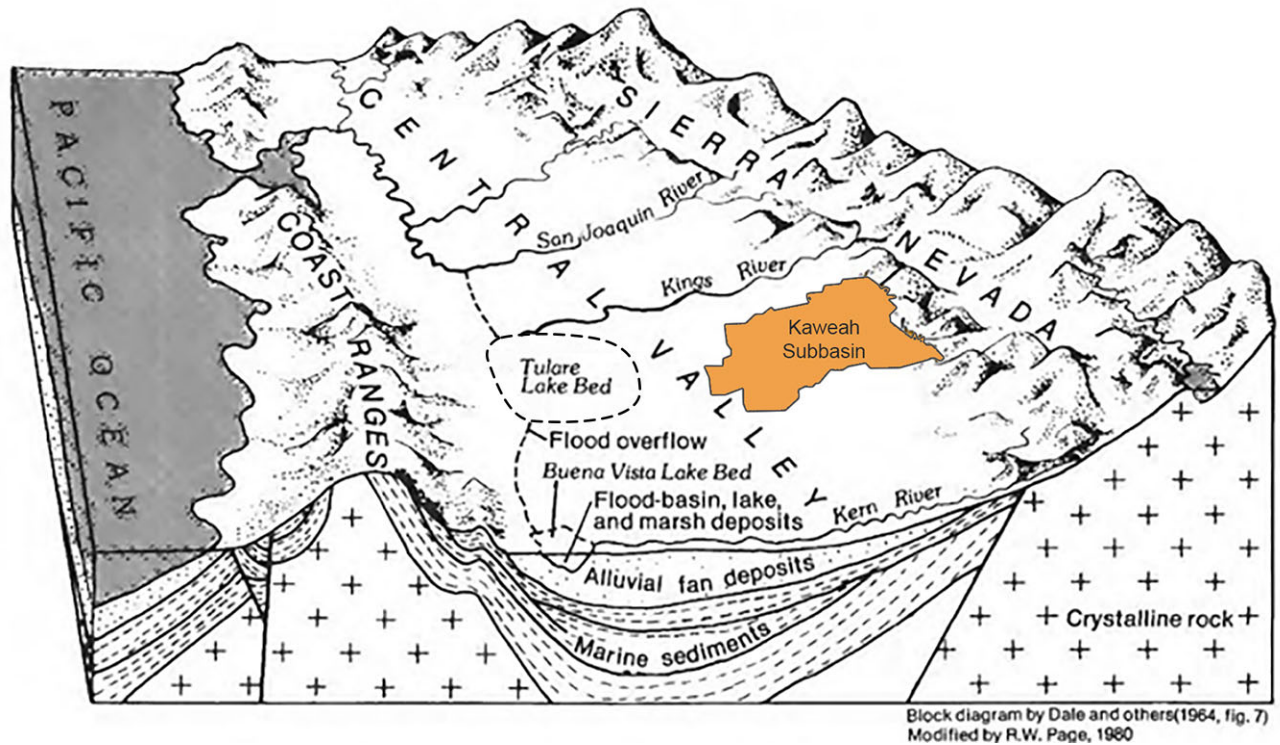 PACIFIC OCEAN
COAST RANGES
CENTRAL VALLEY
SIERRA NEVADA
San Joaquin River
Kings River
Kaweah
Subbasin
Tulare
Lake Bed
Flood overflow
Buena Vista Lake Bed
Flood-basin, lake,
and marsh deposits
Kern River
Alluvial fan deposits
Marine sediments
Crystalline rock
Block diagram by Dale and others(1964, fig. 7)
Modified by R.W. Page, 1980